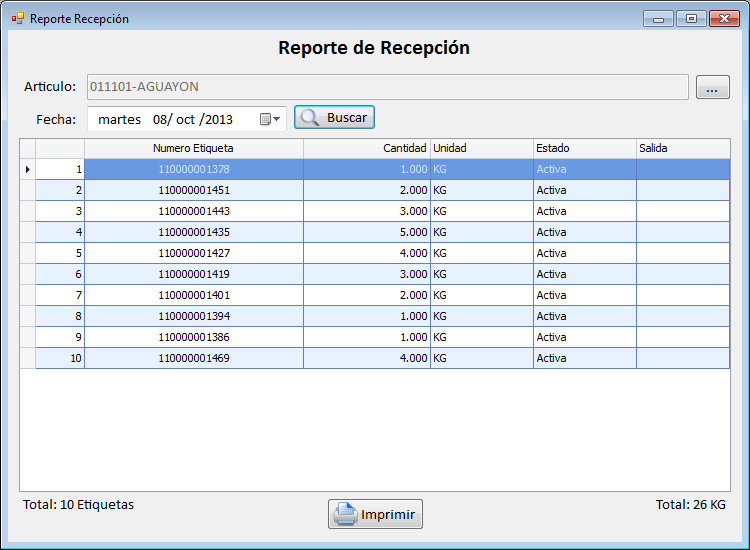 Reporte Recepción
Reporte de Recepción
Artículo: 011101-AGUAYON ...
Fecha: martes 08/ oct /2013 Buscar
Numero Etiqueta Cantidad Unidad Estado Salida
1 110000001378 1.000 KG Activa
2 110000001451 2.000 KG Activa
3 110000001443 3.000 KG Activa
4 110000001435 5.000 KG Activa
5 110000001427 4.000 KG Activa
6 110000001419 3.000 KG Activa
7 110000001401 2.000 KG Activa
8 110000001394 1.000 KG Activa
9 110000001386 1.000 KG Activa
10 110000001469 4.000 KG Activa
Total: 10 Etiquetas Imprimir Total: 26 KG